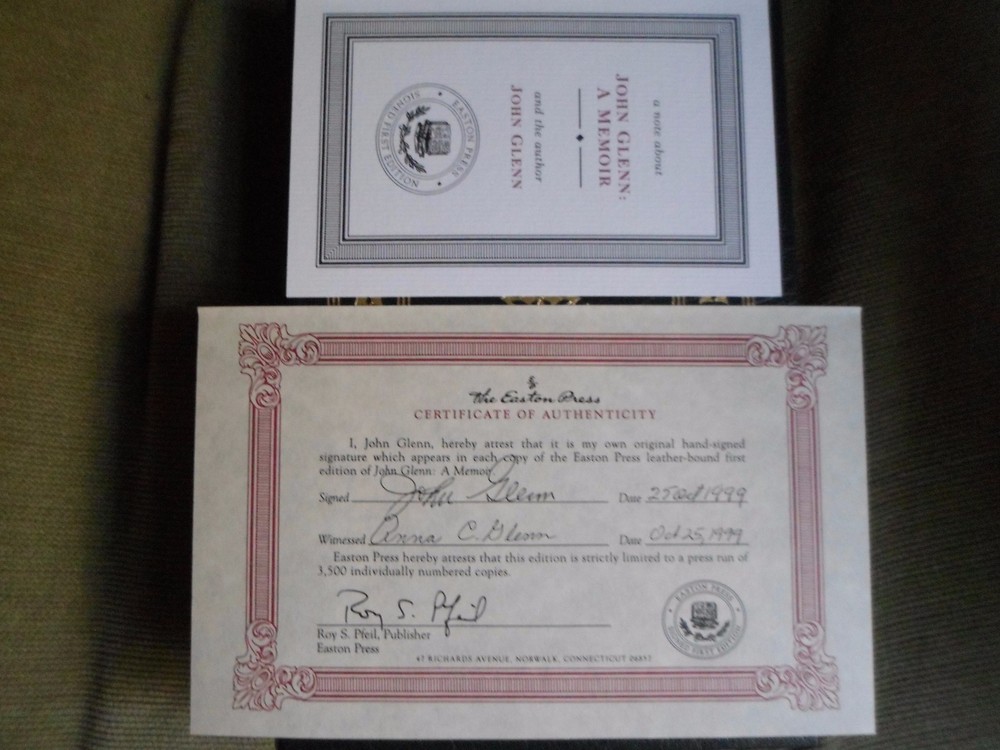 a note about
JOHN GLENN:
A MEMOIR
and the author
JOHN GLENN
EASTON PRESS
SIGNED FIRST EDITION
The Easton Press
CERTIFICATE OF AUTHENTICITY
I, John Glenn, hereby attest that it is my own original hand-signed
signature which appears in each copy of the Easton Press leather-bound first
edition of John Glenn: A Memoir
Signed John Glenn Date 25 Oct 1999
Witnessed Anna C. Glenn Date Oct 25, 1999
Easton Press hereby attests that this edition is strictly limited to a press run of
3,500 individually numbered copies.
Roy S. Pfeil
Roy S. Pfeil, Publisher
Easton Press
47 RICHARDS AVENUE, NORWALK, CONNECTICUT 06857
EASTON PRESS
SIGNED FIRST EDITION